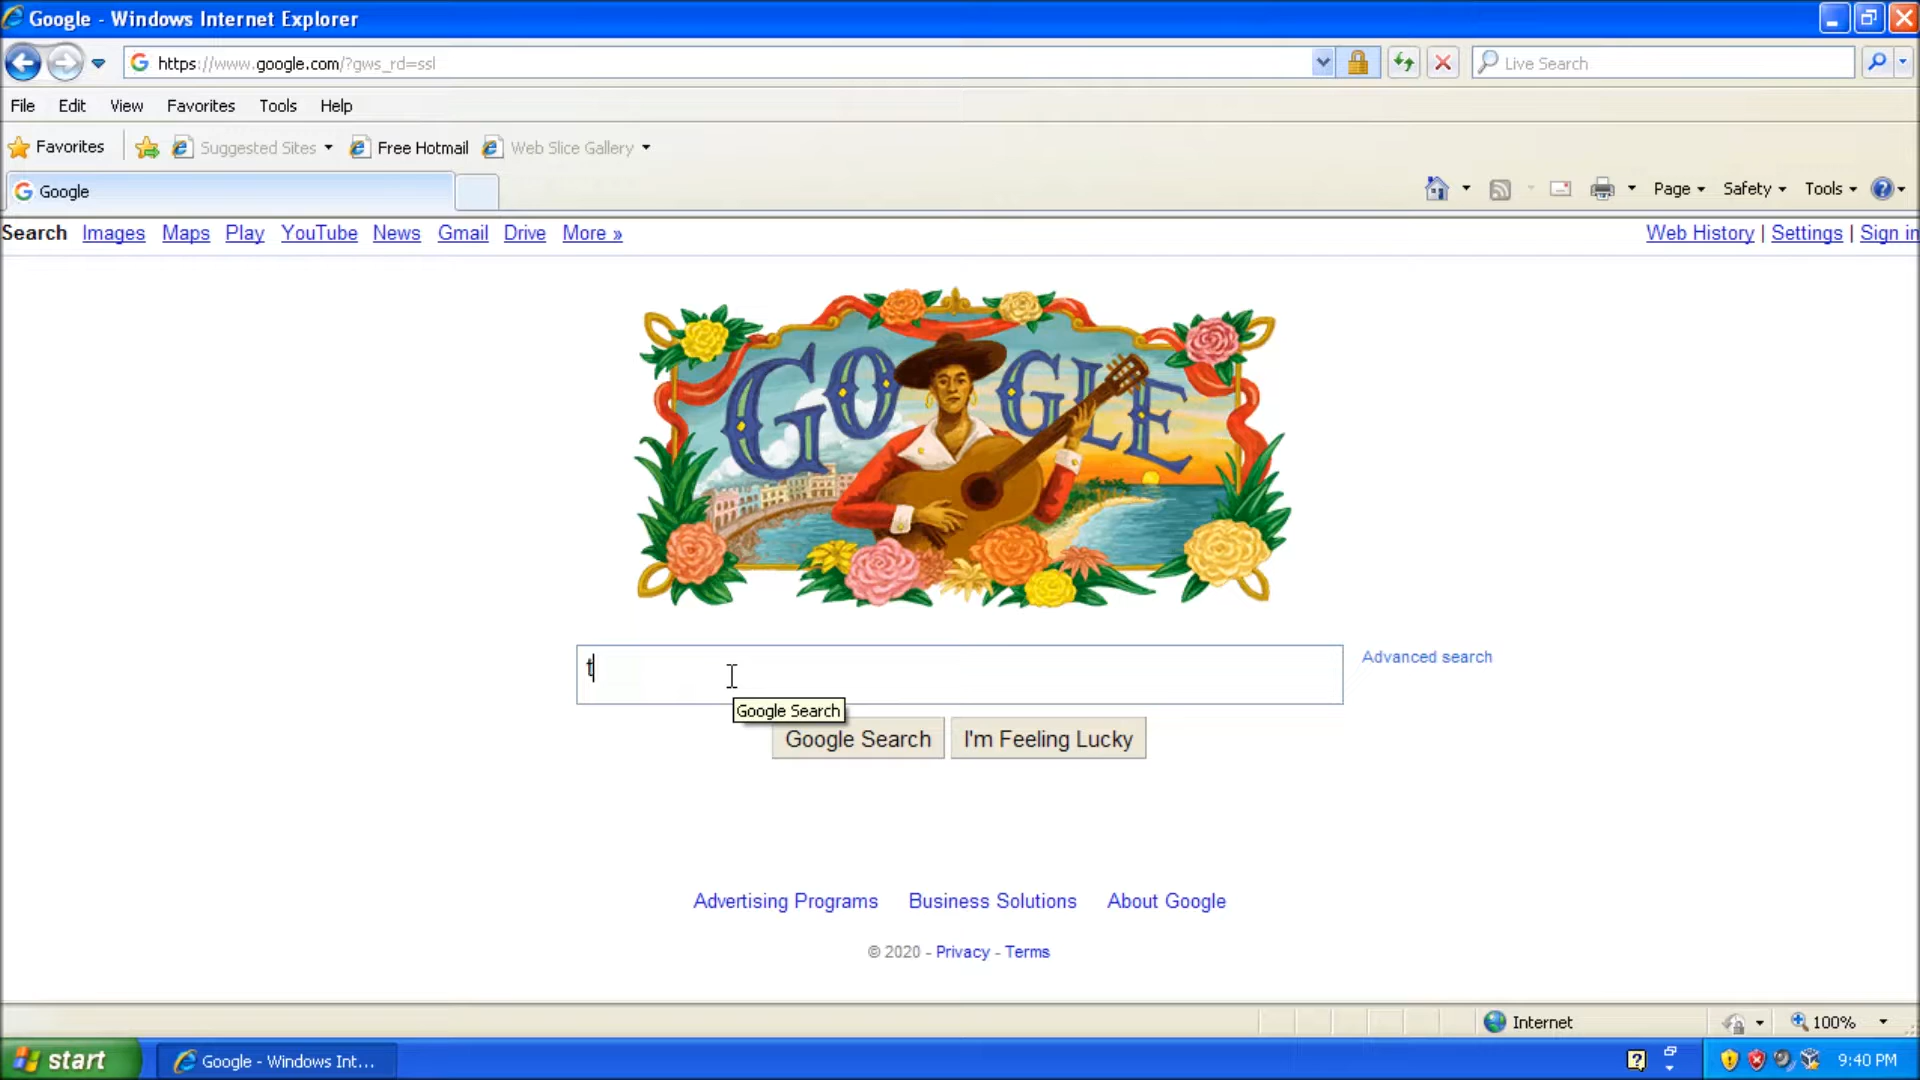 Google - Windows Internet Explorer
https://www.google.com/?gws_rd=ssl
Live Search
File Edit View Favorites Tools Help
Favorites Suggested Sites Free Hotmail Web Slice Gallery
Google
Page Safety Tools
Search Images Maps Play YouTube News Gmail Drive More »
Web History | Settings | Sign in
GOOGLE
t
Advanced search
Google Search
Google Search I'm Feeling Lucky
Advertising Programs Business Solutions About Google
© 2020 - Privacy - Terms
Internet 100%
start Google - Windows Int... 9:40 PM